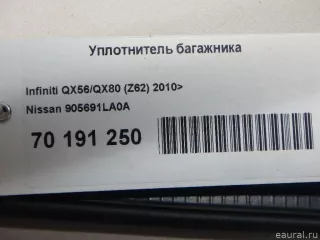 Уплотнитель багажника
Infiniti QX56/QX80 (Z62) 2010>
Nissan 905691LA0A
70 191 250
eaural.ru